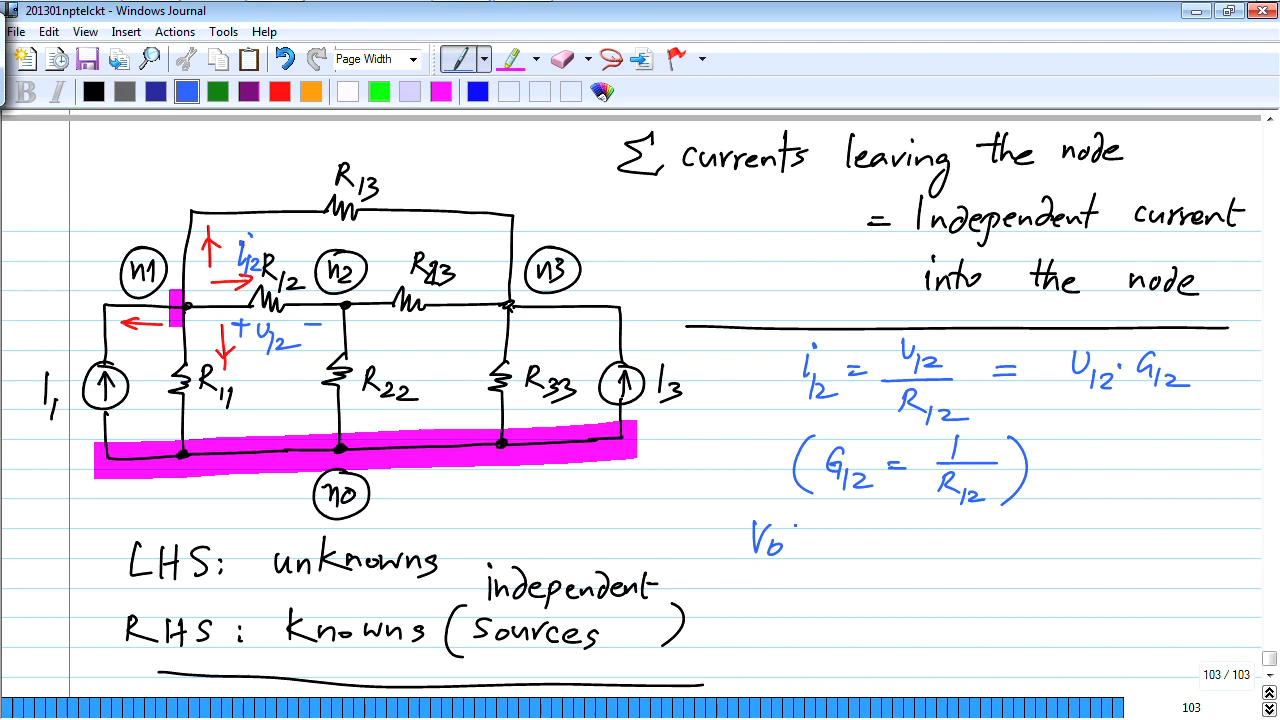 201301nptelckt - Windows Journal
File Edit View Insert Actions Tools Help
Page Width
B I
Σ currents leaving the node
= Independent current
into the node
R13
n1
i12
R12
n2
R23
n3
+ v12 -
I1
R11
R22
R33
I3
n0
i12 = v12 / R12 = v12 · G12
( G12 = 1 / R12 )
LHS: unknowns
RHS: knowns ( independent sources )
103 / 103
103